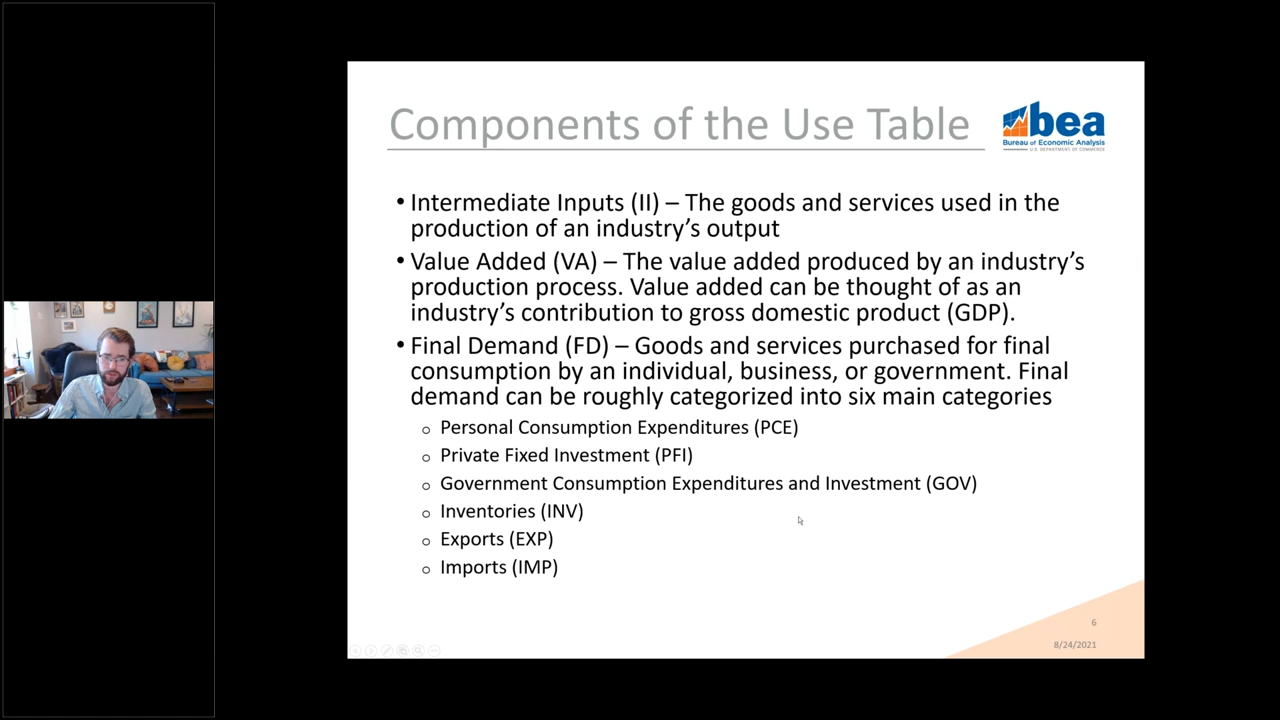 Components of the Use Table
bea
Bureau of Economic Analysis
U.S. DEPARTMENT OF COMMERCE
• Intermediate Inputs (II) – The goods and services used in the
production of an industry’s output
• Value Added (VA) – The value added produced by an industry’s
production process. Value added can be thought of as an
industry’s contribution to gross domestic product (GDP).
• Final Demand (FD) – Goods and services purchased for final
consumption by an individual, business, or government. Final
demand can be roughly categorized into six main categories
o Personal Consumption Expenditures (PCE)
o Private Fixed Investment (PFI)
o Government Consumption Expenditures and Investment (GOV)
o Inventories (INV)
o Exports (EXP)
o Imports (IMP)
6
8/24/2021